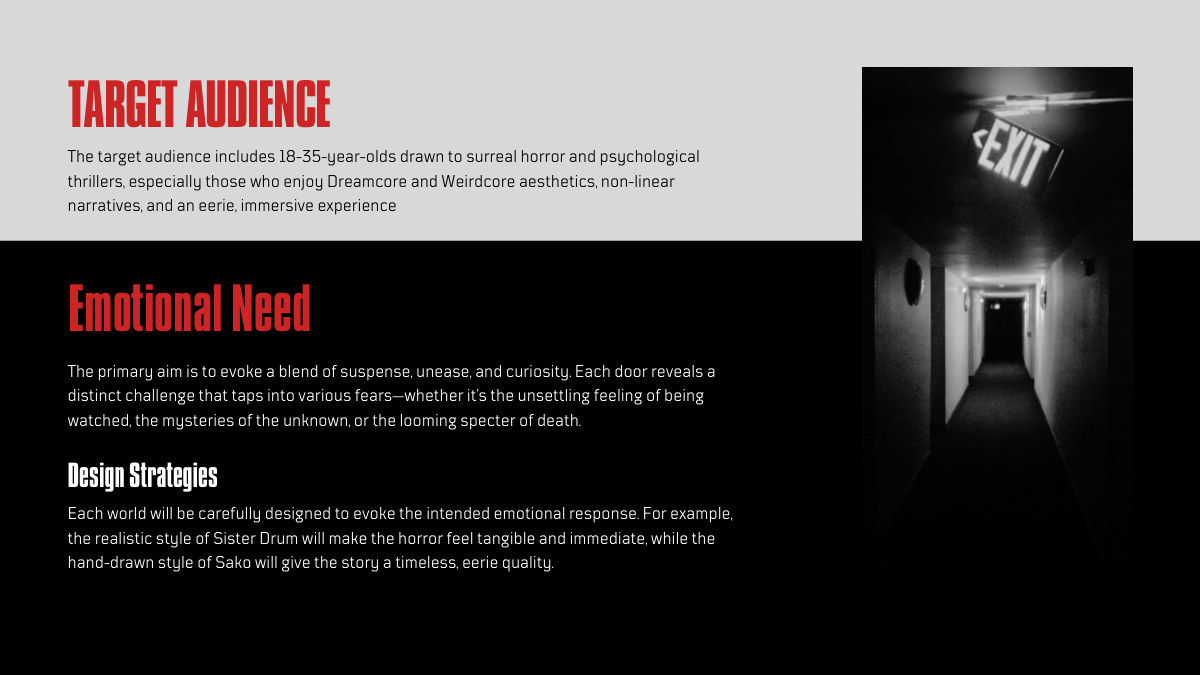 TARGET AUDIENCE
The target audience includes 18-35-year-olds drawn to surreal horror and psychological
thrillers, especially those who enjoy Dreamcore and Weirdcore aesthetics, non-linear
narratives, and an eerie, immersive experience
<EXIT
Emotional Need
The primary aim is to evoke a blend of suspense, unease, and curiosity. Each door reveals a
distinct challenge that taps into various fears—whether it's the unsettling feeling of being
watched, the mysteries of the unknown, or the looming specter of death.
Design Strategies
Each world will be carefully designed to evoke the intended emotional response. For example,
the realistic style of Sister Drum will make the horror feel tangible and immediate, while the
hand-drawn style of Sako will give the story a timeless, eerie quality.